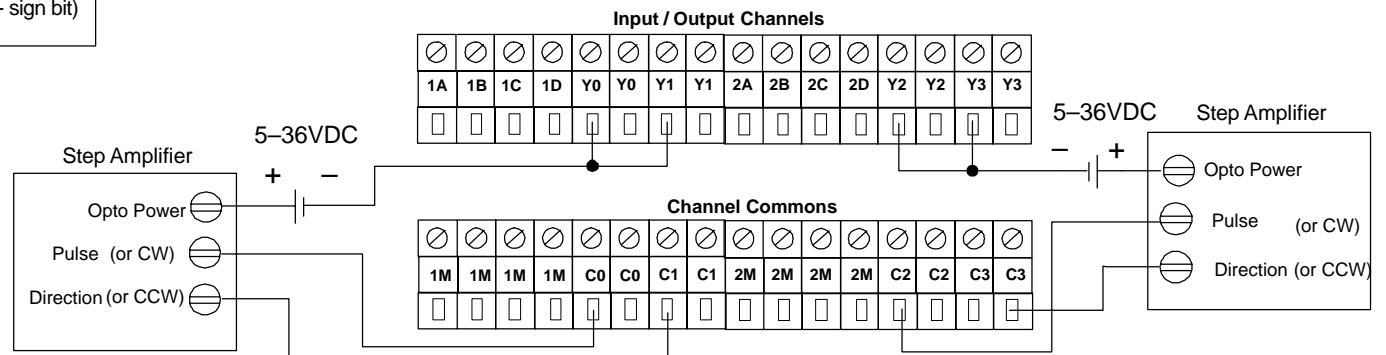 - sign bit)
Input / Output Channels
1A 1B 1C 1D Y0 Y0 Y1 Y1 2A 2B 2C 2D Y2 Y2 Y3 Y3
5–36VDC
+ –
Step Amplifier
Opto Power
Pulse (or CW)
Direction (or CCW)
5–36VDC
– +
Step Amplifier
Opto Power
Pulse (or CW)
Direction (or CCW)
Channel Commons
1M 1M 1M 1M C0 C0 C1 C1 2M 2M 2M 2M C2 C2 C3 C3